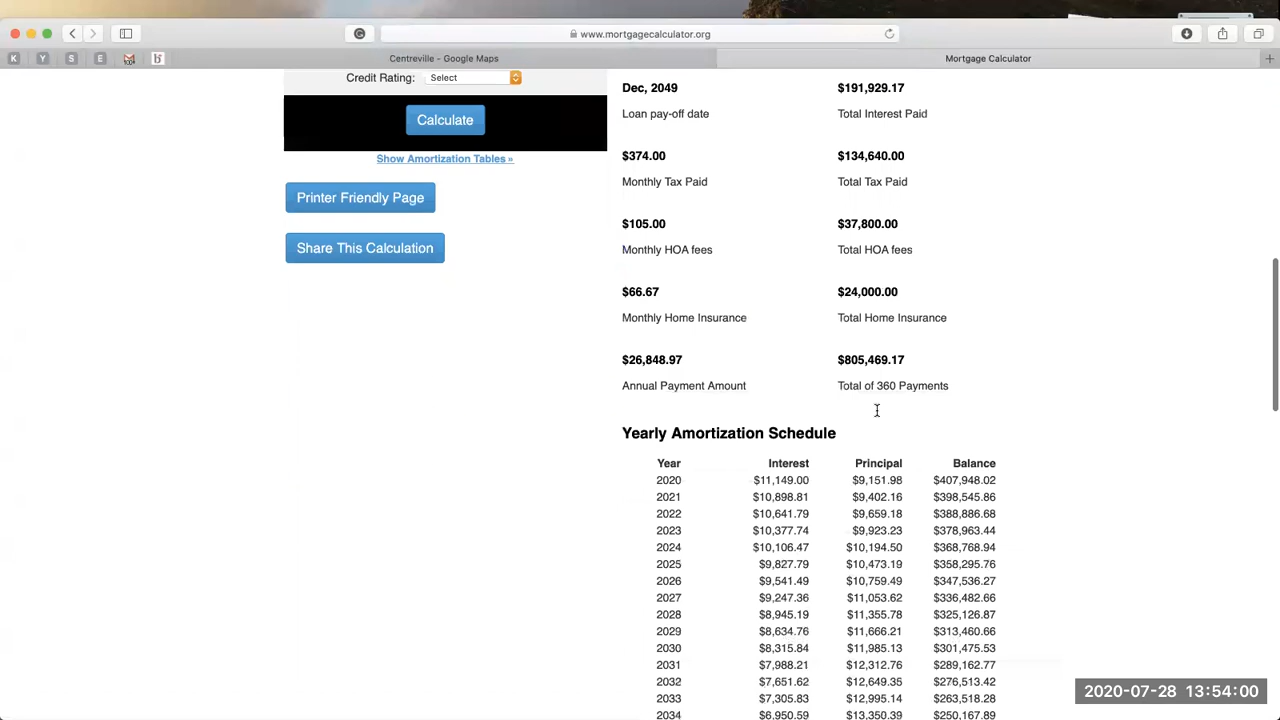 www.mortgagecalculator.org
K Y S E
Centreville - Google Maps
Mortgage Calculator
Credit Rating: Select
Calculate
Show Amortization Tables »
Printer Friendly Page
Share This Calculation
Dec, 2049 $191,929.17
Loan pay-off date Total Interest Paid
$374.00 $134,640.00
Monthly Tax Paid Total Tax Paid
$105.00 $37,800.00
Monthly HOA fees Total HOA fees
$66.67 $24,000.00
Monthly Home Insurance Total Home Insurance
$26,848.97 $805,469.17
Annual Payment Amount Total of 360 Payments
Yearly Amortization Schedule
Year Interest Principal Balance
2020 $11,149.00 $9,151.98 $407,948.02
2021 $10,898.81 $9,402.16 $398,545.86
2022 $10,641.79 $9,659.18 $388,886.68
2023 $10,377.74 $9,923.23 $378,963.44
2024 $10,106.47 $10,194.50 $368,768.94
2025 $9,827.79 $10,473.19 $358,295.76
2026 $9,541.49 $10,759.49 $347,536.27
2027 $9,247.36 $11,053.62 $336,482.66
2028 $8,945.19 $11,355.78 $325,126.87
2029 $8,634.76 $11,666.21 $313,460.66
2030 $8,315.84 $11,985.13 $301,475.53
2031 $7,988.21 $12,312.76 $289,162.77
2032 $7,651.62 $12,649.35 $276,513.42
2033 $7,305.83 $12,995.14 $263,518.28
2034 $6,950.59 $13,350.39 $250,167.89
2020-07-28 13:54:00